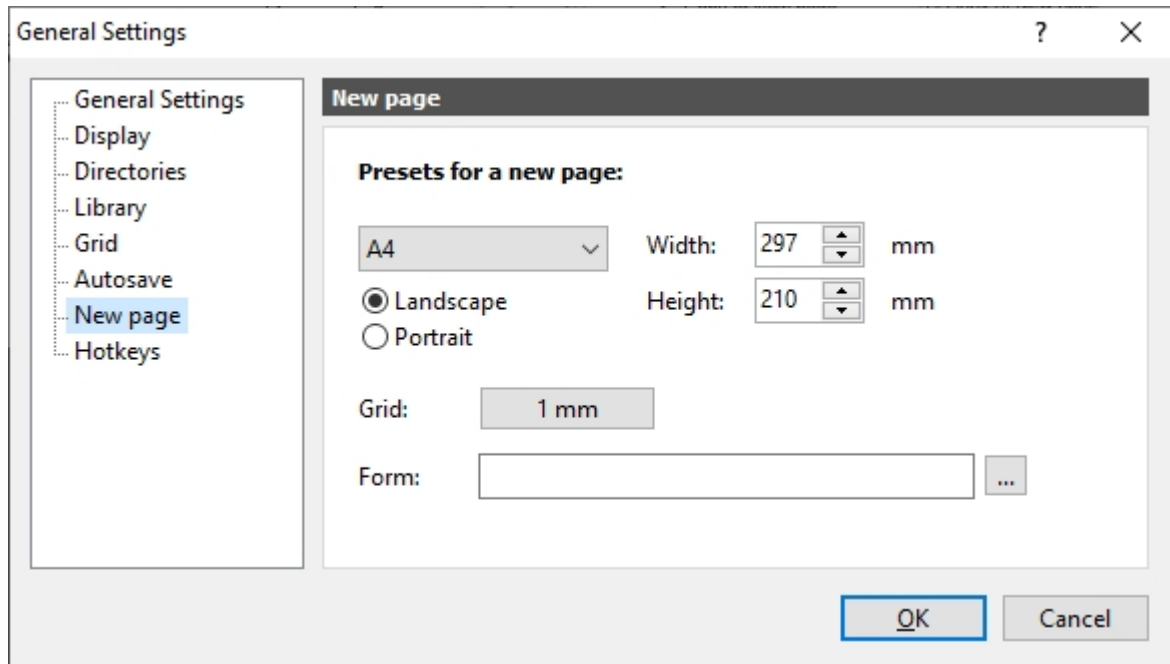 General Settings
?
General Settings
Display
Directories
Library
Grid
Autosave
New page
Hotkeys
New page
Presets for a new page:
A4
Width: 297 mm
Landscape
Height: 210 mm
Portrait
Grid: 1 mm
Form: ...
OK Cancel